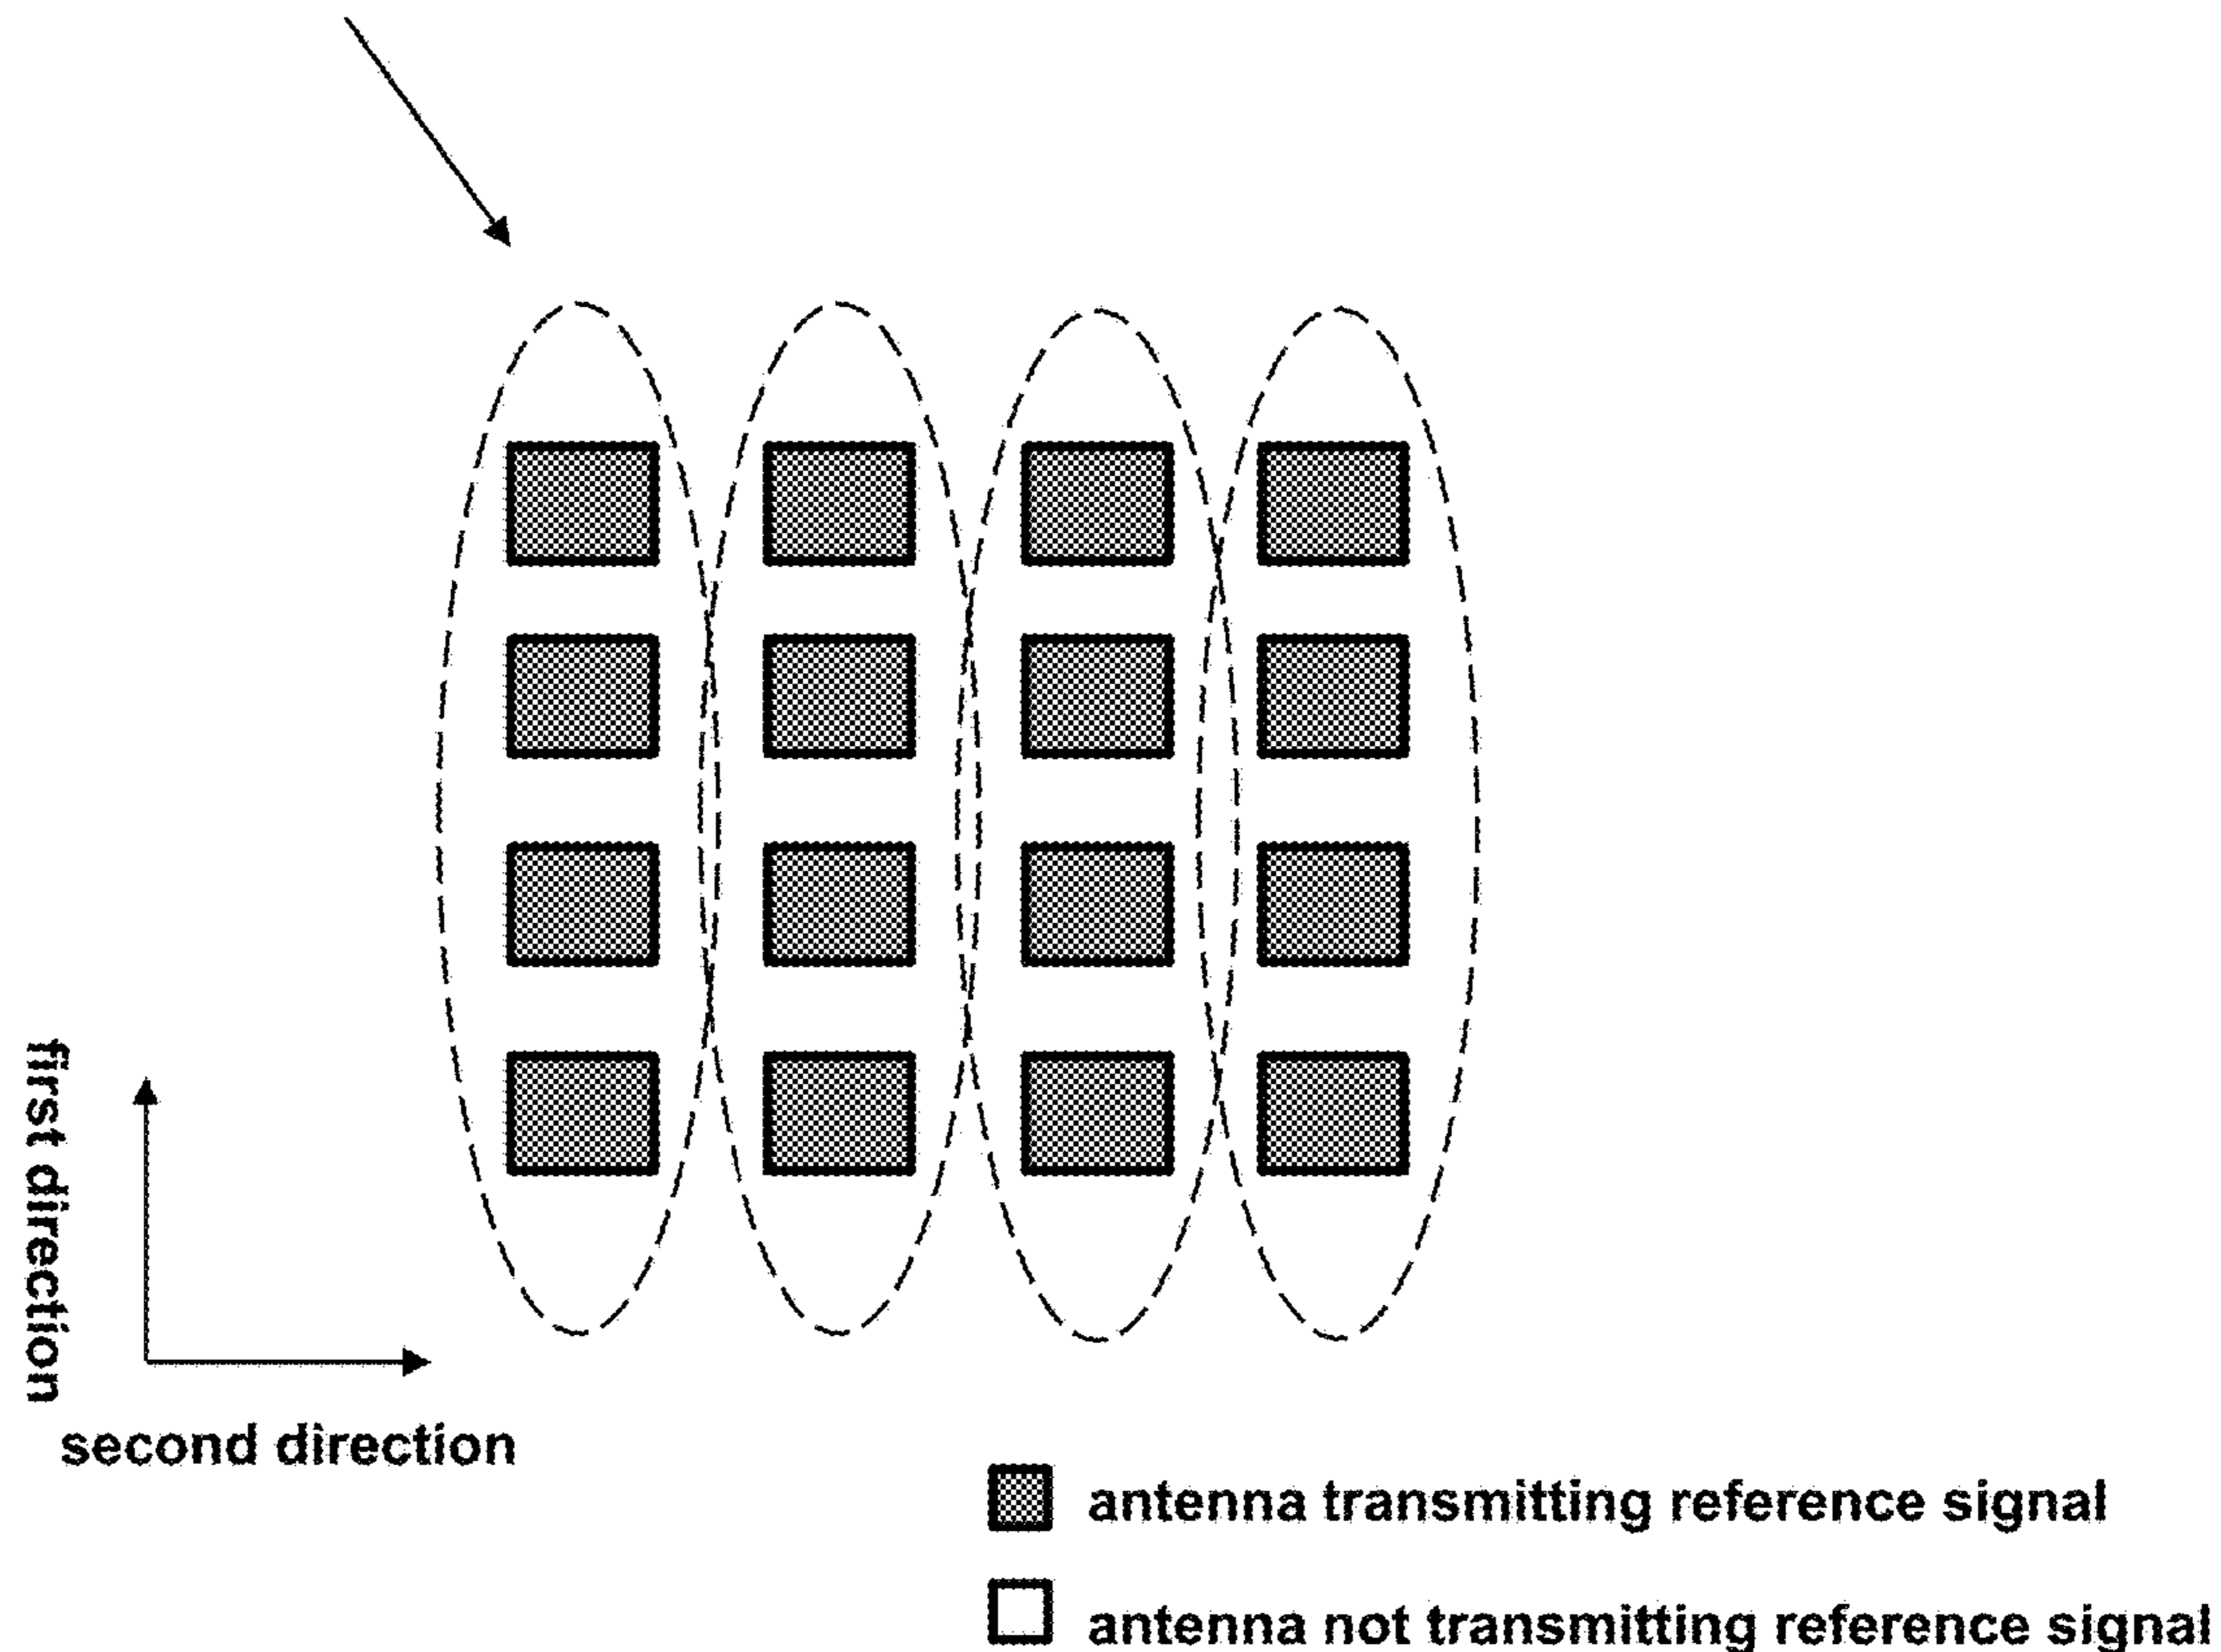 first direction
second direction
antenna transmitting reference signal
antenna not transmitting reference signal